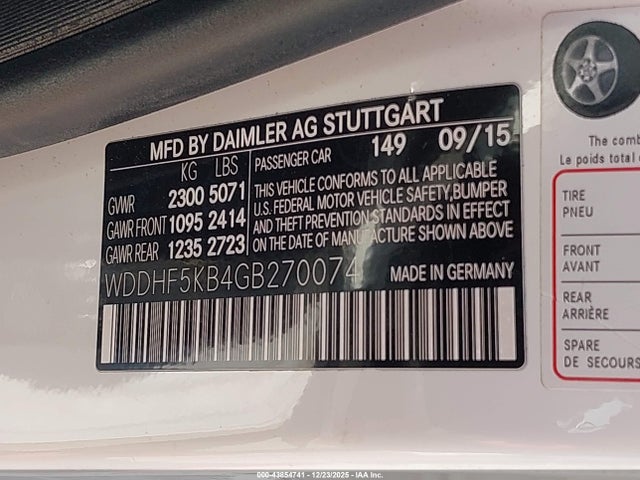 MFD BY DAIMLER AG STUTTGART
KG LBS
PASSENGER CAR 149 09/15
GVWR 2300 5071
GAWR FRONT 1095 2414
GAWR REAR 1235 2723
THIS VEHICLE CONFORMS TO ALL APPLICABLE
U.S. FEDERAL MOTOR VEHICLE SAFETY,BUMPER
AND THEFT PREVENTION STANDARDS IN EFFECT
ON THE DATE OF MANUFACTURE SHOWN ABOVE
WDDHF5KB4GB270074
MADE IN GERMANY
The comb
Le poids total
TIRE
PNEU
FRONT
AVANT
REAR
ARRIÈRE
SPARE
DE SECOURS
000-43854741 - 12/23/2025 - IAA Inc.